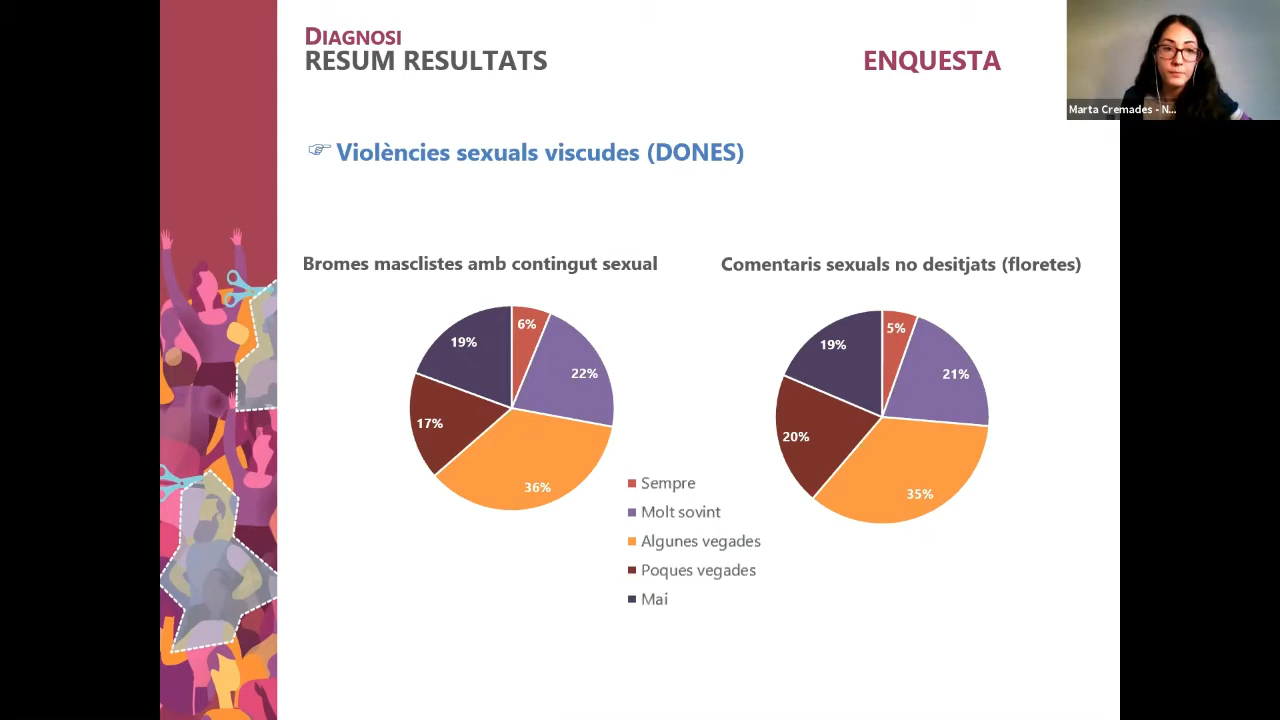 DIAGNOSI
RESUM RESULTATS
ENQUESTA
Marta Cremades - N...
☞ Violències sexuals viscudes (DONES)
Bromes masclistes amb contingut sexual
Comentaris sexuals no desitjats (floretes)
6%
22%
36%
17%
19%
5%
21%
35%
20%
19%
Sempre
Molt sovint
Algunes vegades
Poques vegades
Mai